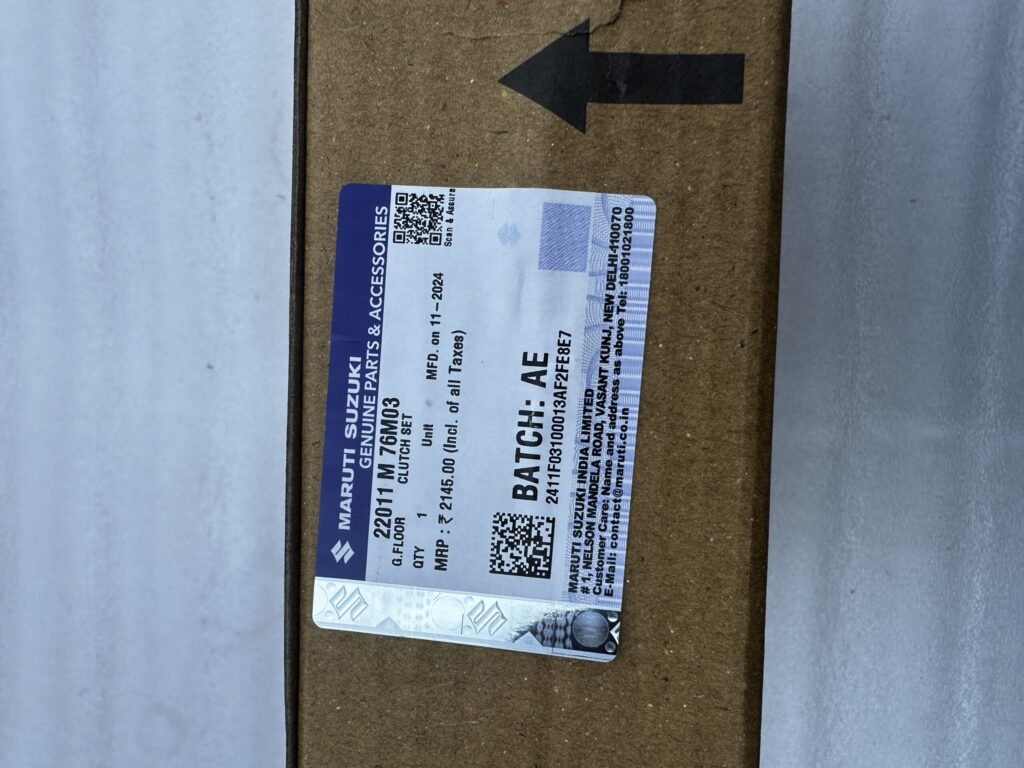 MARUTI SUZUKI
GENUINE PARTS & ACCESSORIES
22011 M 76M03
G.FLOOR CLUTCH SET
QTY 1 Unit MFD. on 11-2024
MRP : ₹ 2145.00 (Incl. of all Taxes)
Scan & Assure
BATCH: AE
2411F03100013AF2FE8E7
MARUTI SUZUKI INDIA LIMITED
# 1, NELSON MANDELA ROAD, VASANT KUNJ, NEW DELHI-110070
Customer Care: Name and address as above Tel: 18001021800
E-Mail: contact@maruti.co.in